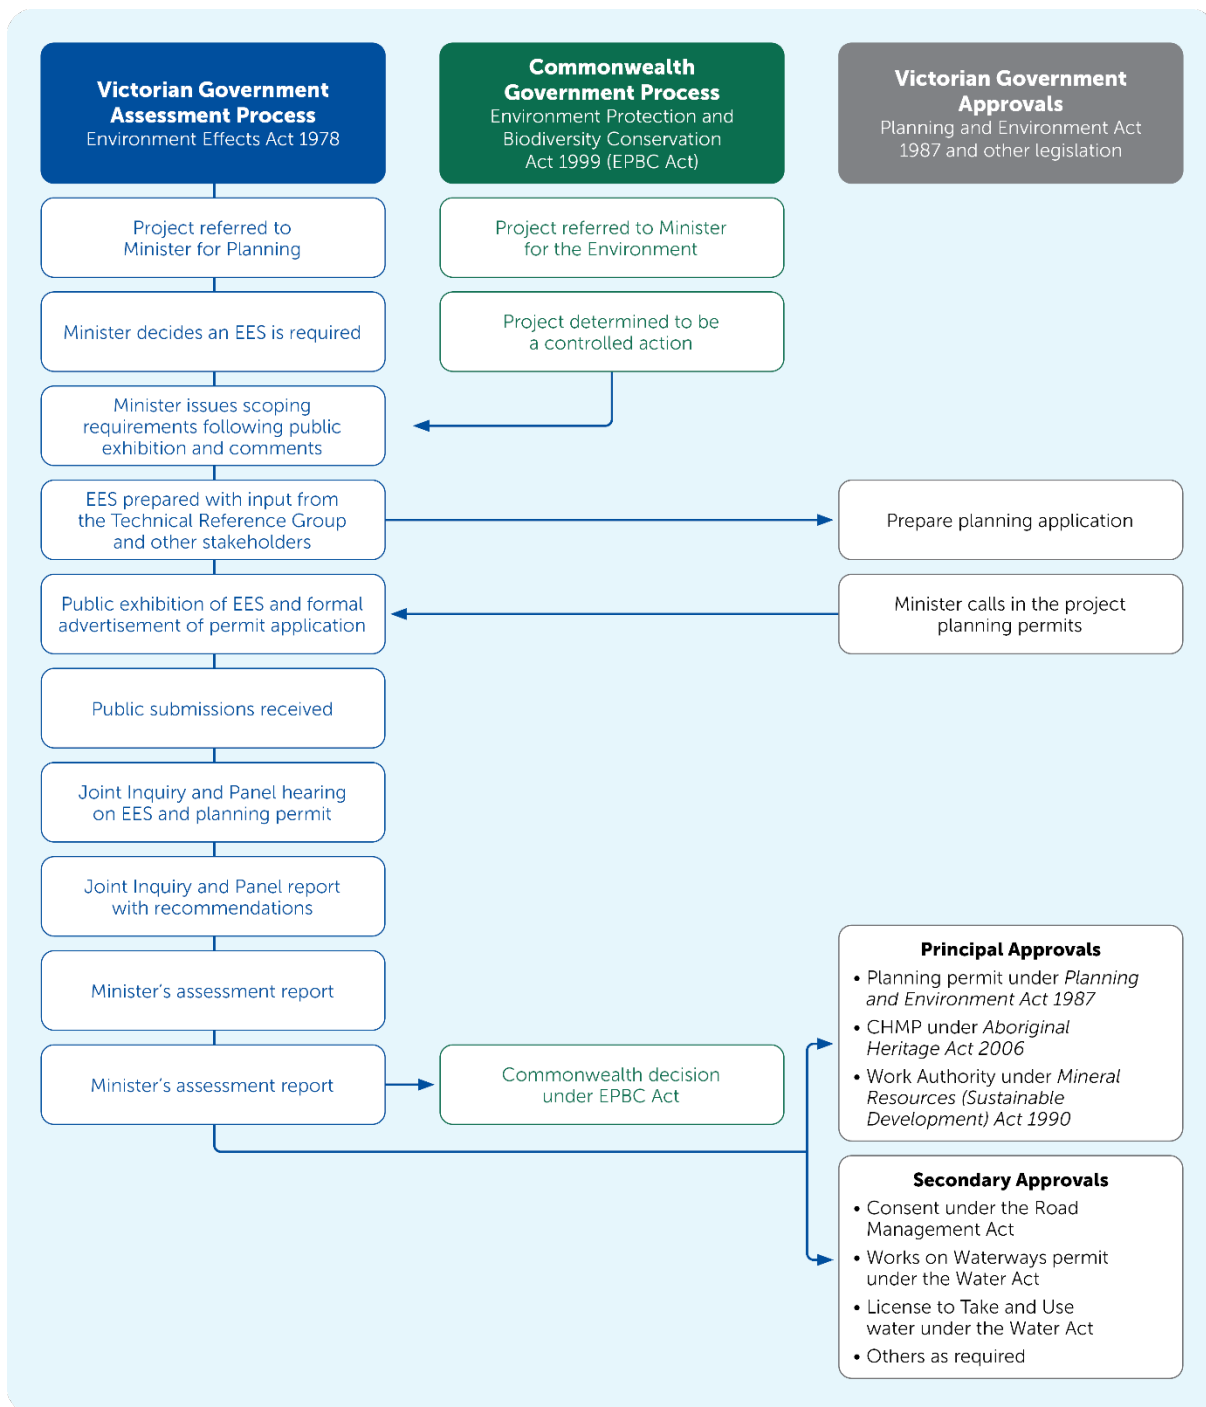 Victorian Government
Assessment Process
Environment Effects Act 1978
Commonwealth
Government Process
Environment Protection and
Biodiversity Conservation
Act 1999 (EPBC Act)
Victorian Government
Approvals
Planning and Environment Act
1987 and other legislation
Project referred to
Minister for Planning
Project referred to Minister
for the Environment
Minister decides an EES is required
Project determined to be
a controlled action
Minister issues scoping
requirements following public
exhibition and comments
EES prepared with input from
the Technical Reference Group
and other stakeholders
Prepare planning application
Public exhibition of EES and formal
advertisement of permit application
Minister calls in the project
planning permits
Public submissions received
Joint Inquiry and Panel hearing
on EES and planning permit
Joint Inquiry and Panel report
with recommendations
Minister's assessment report
Minister's assessment report
Commonwealth decision
under EPBC Act
Principal Approvals
• Planning permit under Planning
and Environment Act 1987
• CHMP under Aboriginal
Heritage Act 2006
• Work Authority under Mineral
Resources (Sustainable
Development) Act 1990
Secondary Approvals
• Consent under the Road
Management Act
• Works on Waterways permit
under the Water Act
• License to Take and Use
water under the Water Act
• Others as required